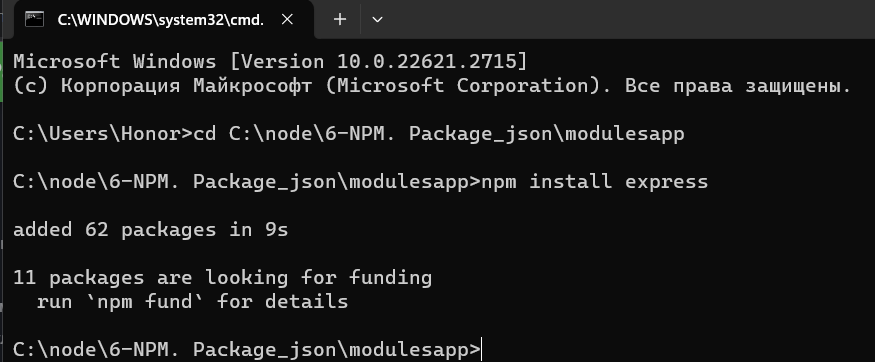 C:\WINDOWS\system32\cmd.
Microsoft Windows [Version 10.0.22621.2715]
(c) Корпорация Майкрософт (Microsoft Corporation). Все права защищены.
C:\Users\Honor>cd C:\node\6-NPM. Package_json\modulesapp
C:\node\6-NPM. Package_json\modulesapp>npm install express
added 62 packages in 9s
11 packages are looking for funding
  run `npm fund` for details
C:\node\6-NPM. Package_json\modulesapp>